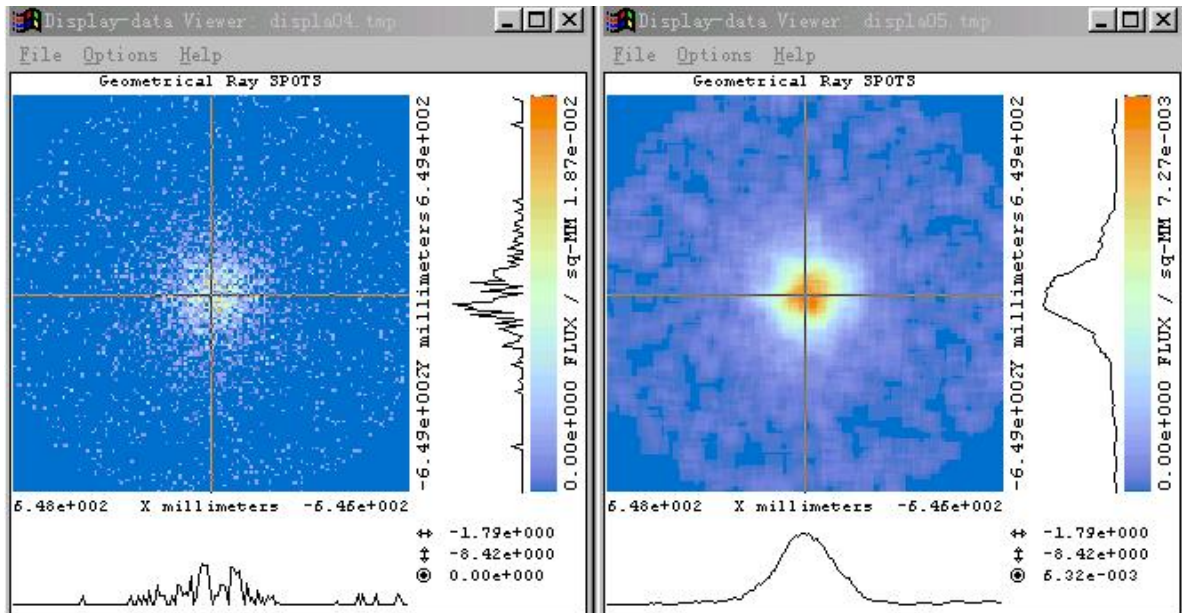 Display-data Viewer: displa04.tmp
File Options Help
Geometrical Ray SPOTS
-6.49e+002Y millimeters6.49e+002
0.00e+000 FLUX / sq-MM 1.87e-002
6.48e+002 X millimeters -6.46e+002
-1.79e+000
-8.42e+000
0.00e+000
Display-data Viewer: displa05.tmp
File Options Help
Geometrical Ray SPOTS
-6.49e+002Y millimeters6.49e+002
0.00e+000 FLUX / sq-MM 7.27e-003
6.48e+002 X millimeters -6.46e+002
-1.79e+000
-8.42e+000
6.32e-003